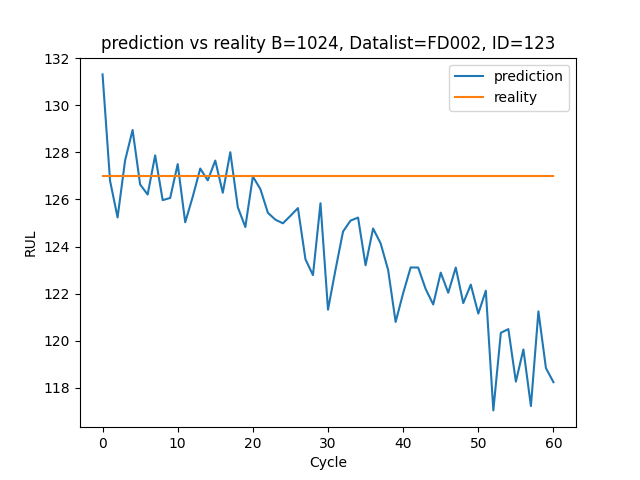 prediction vs reality B=1024, Datalist=FD002, ID=123
132
130
128
126
124
122
120
118
RUL
prediction
reality
0 10 20 30 40 50 60
Cycle